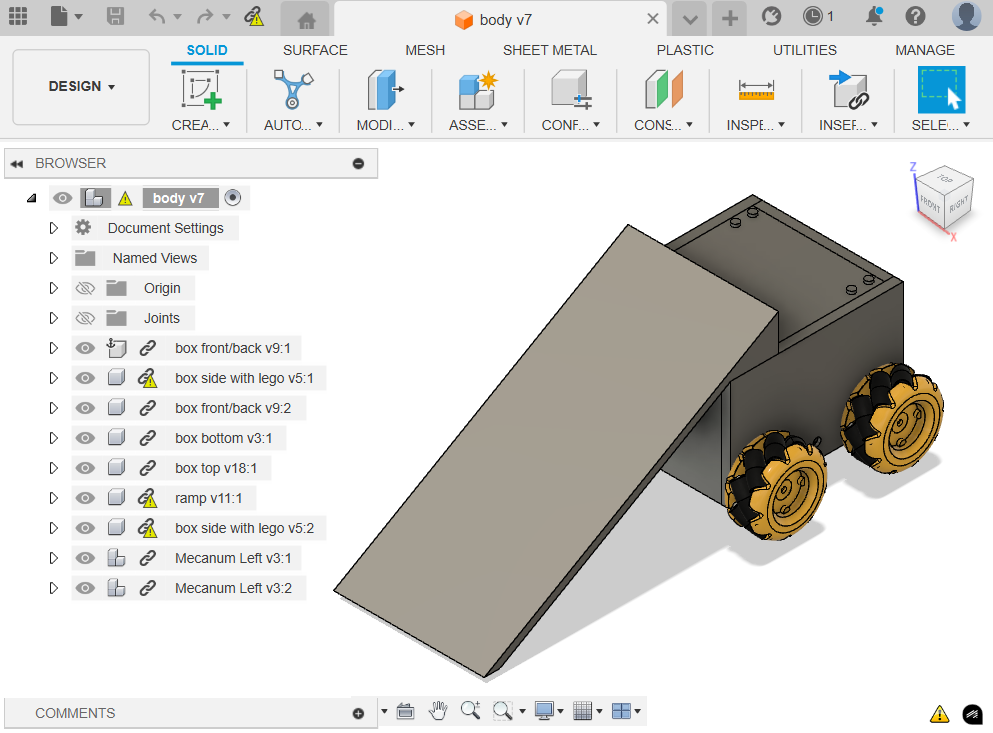 body v7
1
SOLID
SURFACE
MESH
SHEET METAL
PLASTIC
UTILITIES
MANAGE
DESIGN
CREA...
AUTO...
MODI...
ASSE...
CONF...
CONS...
INSPE...
INSER...
SELE...
BROWSER
body v7
Document Settings
Named Views
Origin
Joints
box front/back v9:1
box side with lego v5:1
box front/back v9:2
box bottom v3:1
box top v18:1
ramp v11:1
box side with lego v5:2
Mecanum Left v3:1
Mecanum Left v3:2
Z
TOP
FRONT
RIGHT
X
COMMENTS